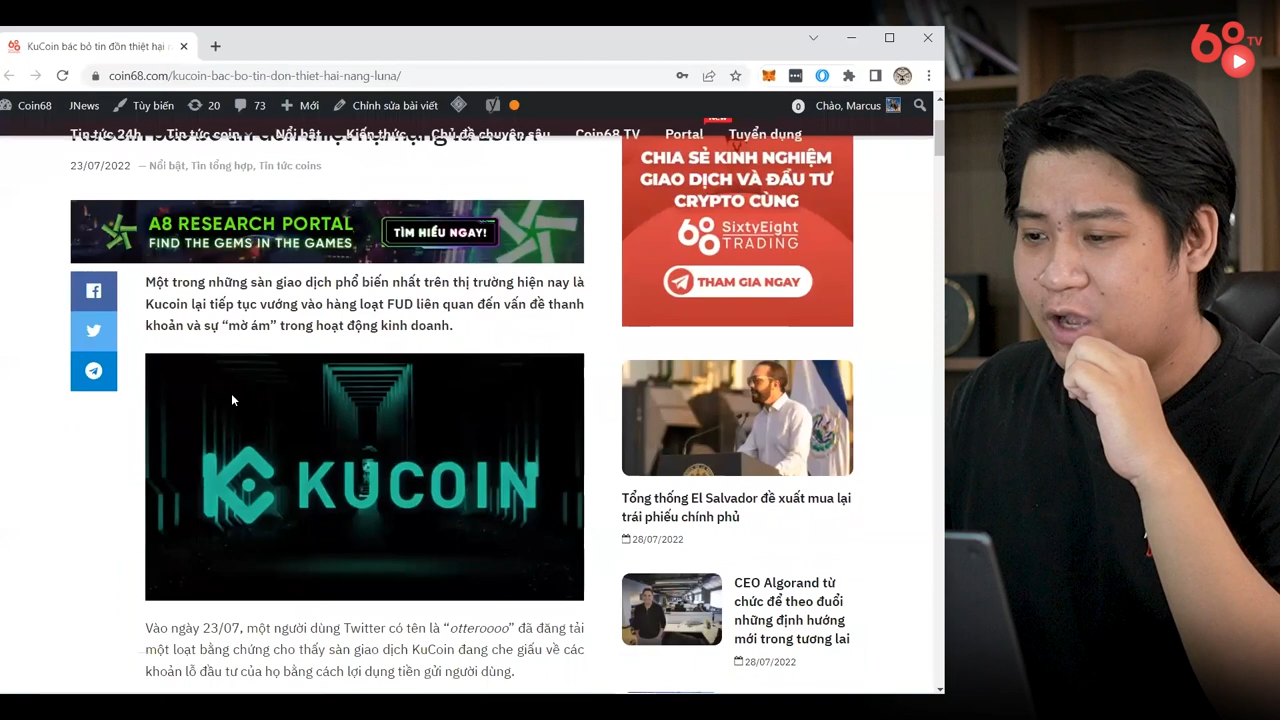 KuCoin bác bỏ tin đồn thiệt hại
coin68.com/kucoin-bac-bo-tin-don-thiet-hai-nang-luna/
Coin68 JNews Tùy biến 20 73 Mới Chỉnh sửa bài viết 0 Chào, Marcus
Tin tức 24h Tin tức coin Nổi bật Kiến thức Chủ đề chuyên sâu Coin68 TV Portal New Tuyển dụng
23/07/2022 — Nổi bật, Tin tổng hợp, Tin tức coins
A8 RESEARCH PORTAL
FIND THE GEMS IN THE GAMES
TÌM HIỂU NGAY!
Một trong những sàn giao dịch phổ biến nhất trên thị trường hiện nay là
Kucoin lại tiếp tục vướng vào hàng loạt FUD liên quan đến vấn đề thanh
khoản và sự “mờ ám” trong hoạt động kinh doanh.
KUCOIN
Vào ngày 23/07, một người dùng Twitter có tên là “otteroooo” đã đăng tải
một loạt bằng chứng cho thấy sàn giao dịch KuCoin đang che giấu về các
khoản lỗ đầu tư của họ bằng cách lợi dụng tiền gửi người dùng.
CHIA SẺ KINH NGHIỆM
GIAO DỊCH VÀ ĐẦU TƯ
CRYPTO CÙNG
68 SixtyEight
TRADING
THAM GIA NGAY
Tổng thống El Salvador đề xuất mua lại
trái phiếu chính phủ
28/07/2022
CEO Algorand từ
chức để theo đuổi
những định hướng
mới trong tương lai
28/07/2022
68 TV